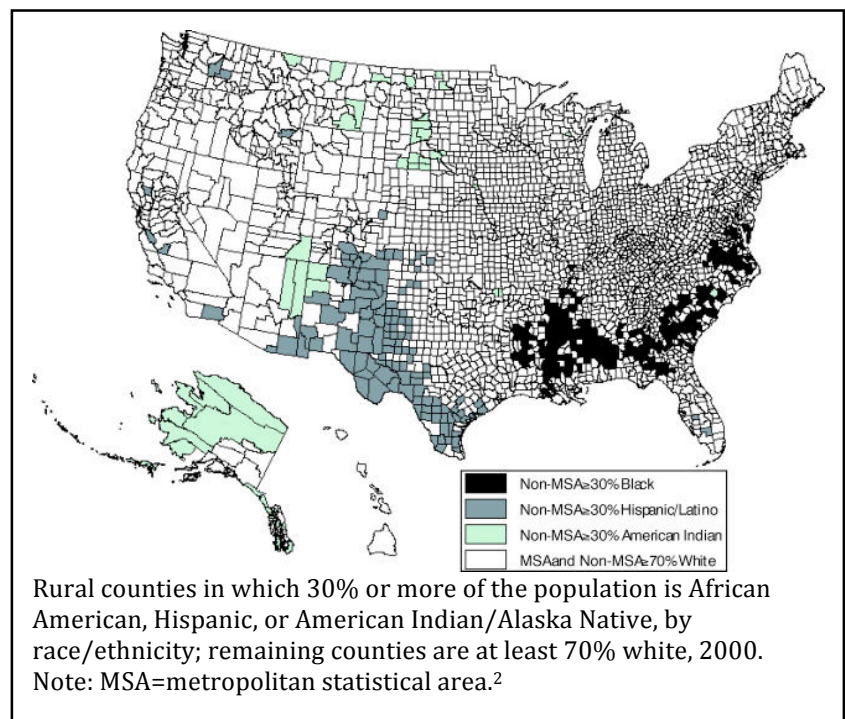 Non-MSA≥30% Black
Non-MSA≥30% Hispanic/Latino
Non-MSA≥30% American Indian
MSAand Non-MSA≥70% White
Rural counties in which 30% or more of the population is African
American, Hispanic, or American Indian/Alaska Native, by
race/ethnicity; remaining counties are at least 70% white, 2000.
Note: MSA=metropolitan statistical area.²